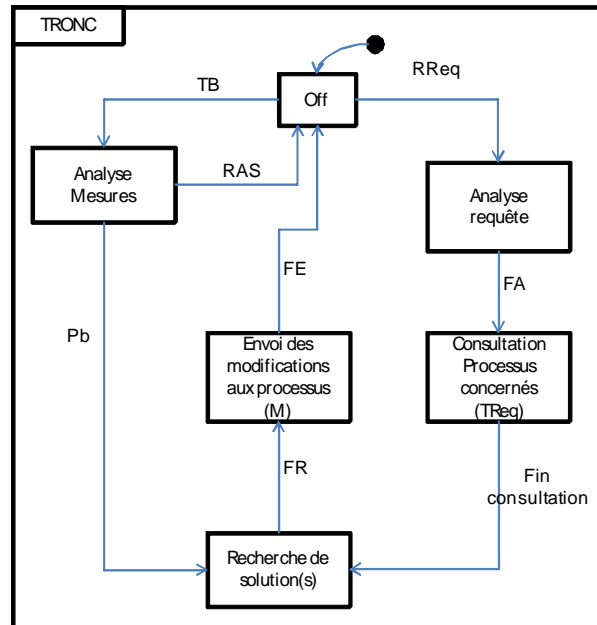 TRONC
TB
Off
RReq
Analyse
Mesures
RAS
Analyse
requête
FE
FA
Pb
Envoi des
modifications
aux processus
(M)
Consultation
Processus
concernés
(TReq)
FR
Fin
consultation
Recherche de
solution(s)